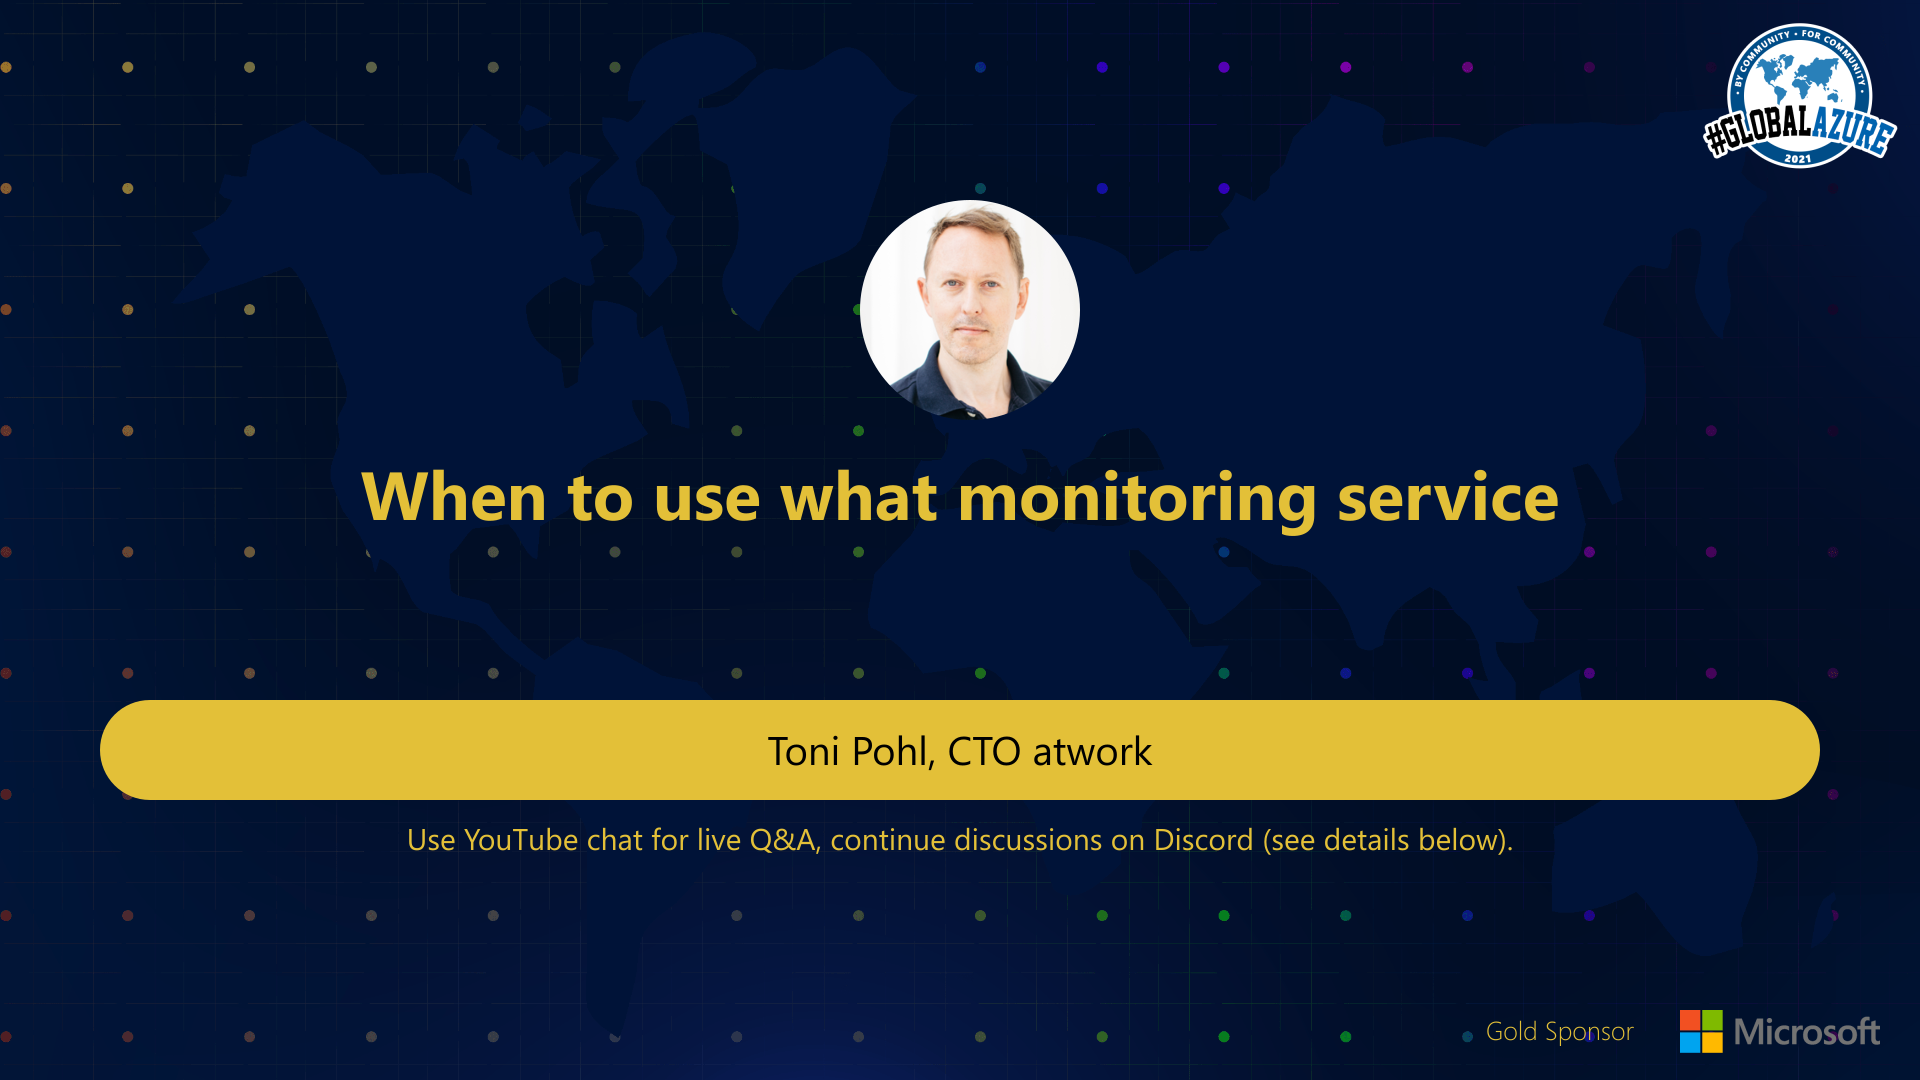 • BY COMMUNITY • FOR COMMUNITY •
#GLOBALAZURE
2021
When to use what monitoring service
Toni Pohl, CTO atwork
Use YouTube chat for live Q&A, continue discussions on Discord (see details below).
Gold Sponsor
Microsoft